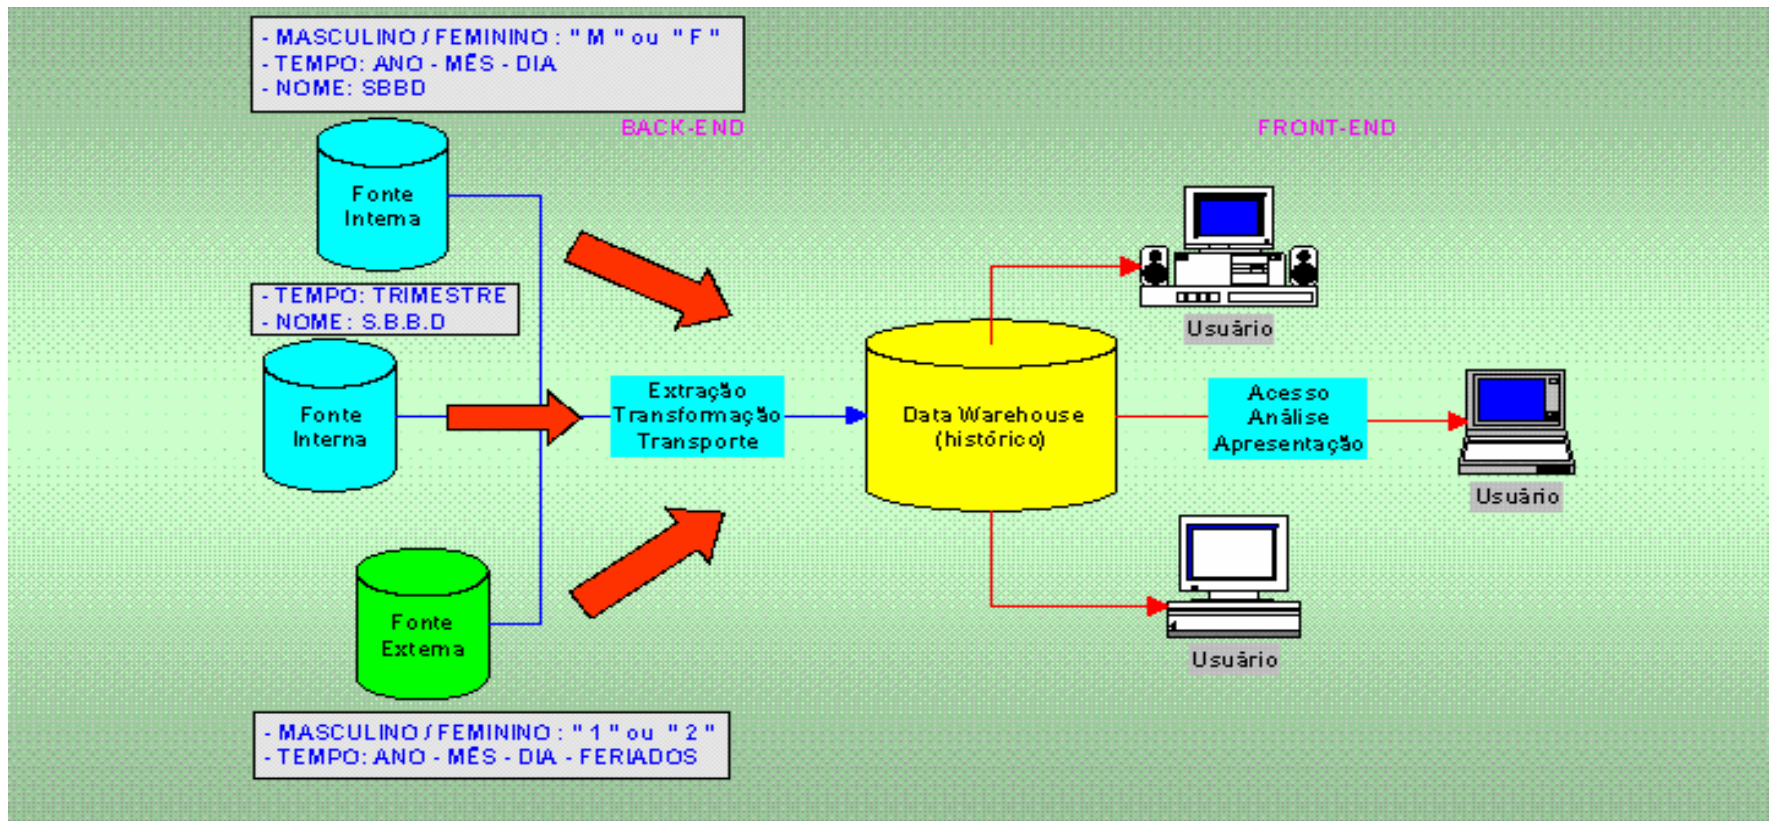 - MASCULINO / FEMININO : " M " ou " F "
- TEMPO: ANO - MÊS - DIA
- NOME: SBBD
BACK-END
FRONT-END
Fonte
Interna
- TEMPO: TRIMESTRE
- NOME: S.B.B.D
Usuário
Fonte
Interna
Extração
Transformação
Transporte
Data Warehouse
(histórico)
Acesso
Análise
Apresentação
Usuário
Fonte
Externa
Usuário
- MASCULINO / FEMININO : " 1 " ou " 2 "
- TEMPO: ANO - MÊS - DIA - FERIADOS